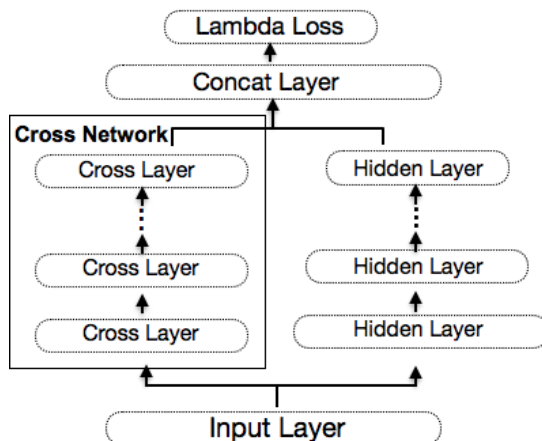 Lambda Loss
Concat Layer
Cross Network
Cross Layer
Hidden Layer
Cross Layer
Hidden Layer
Cross Layer
Hidden Layer
Input Layer